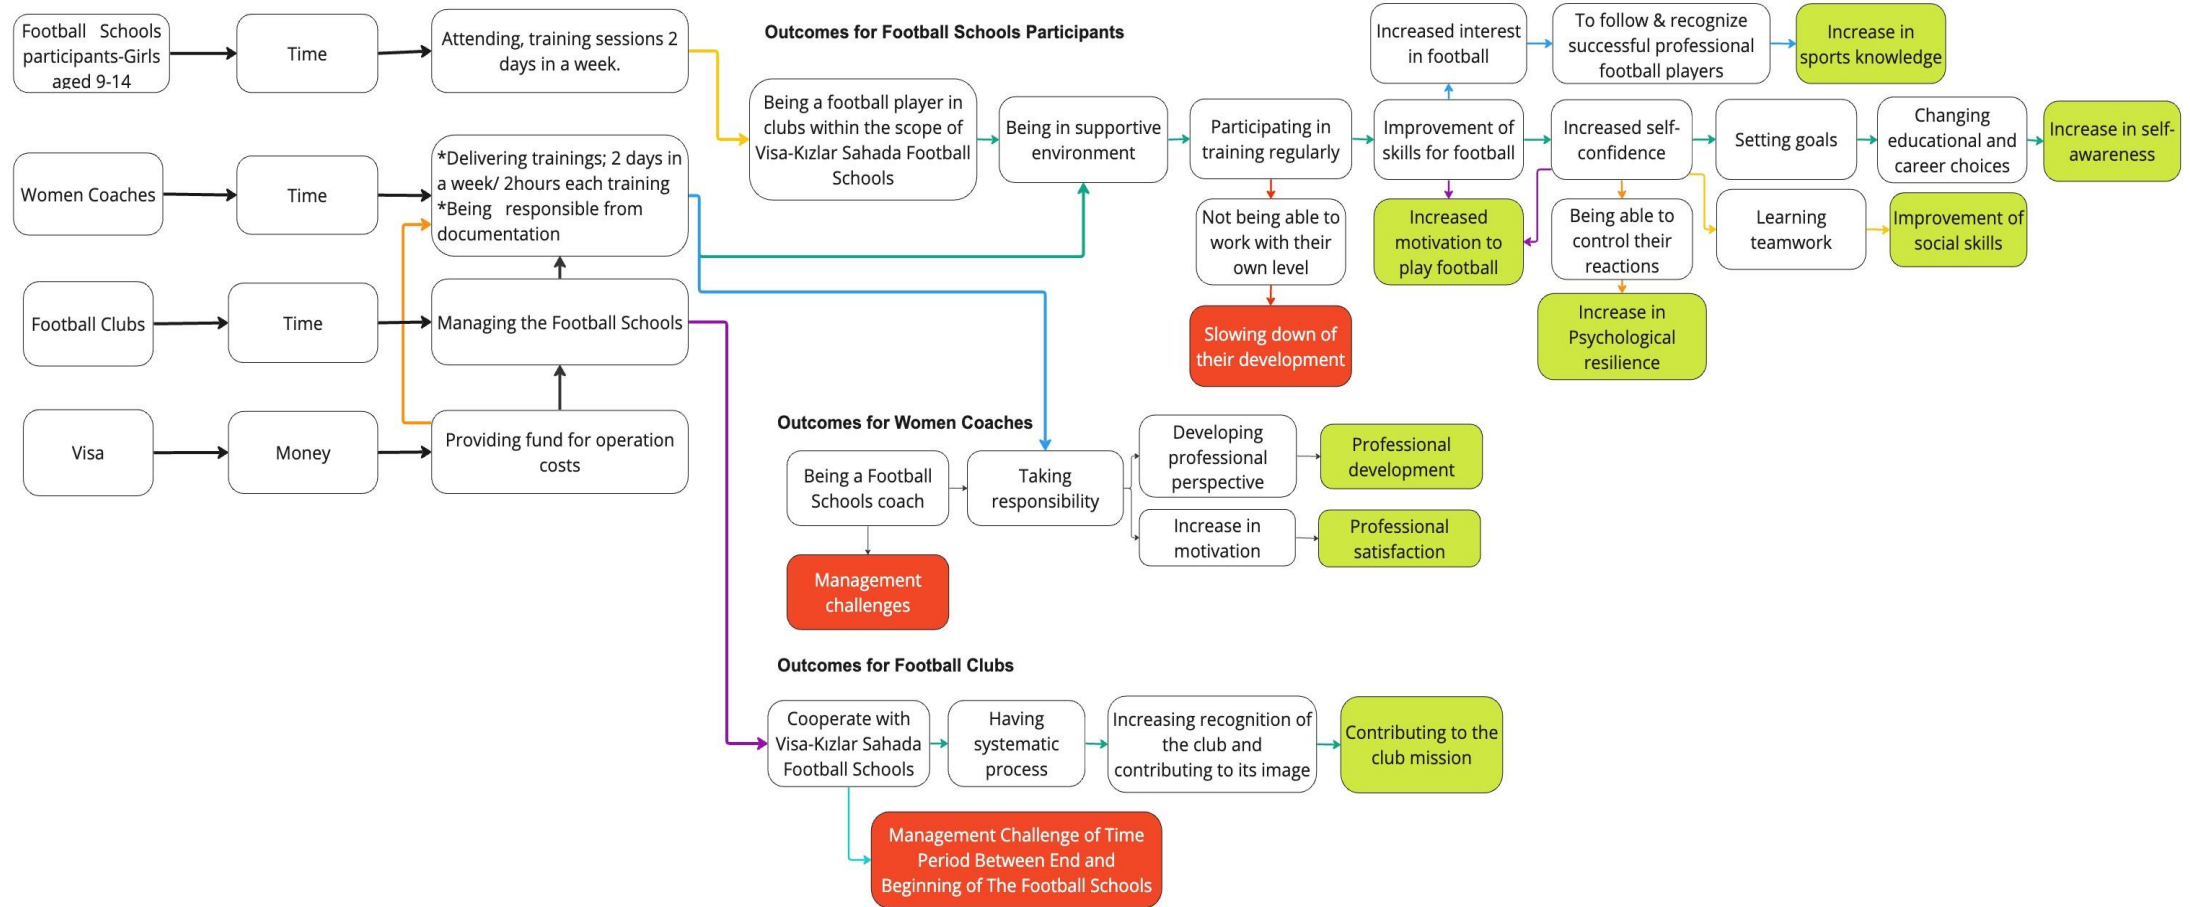 Football Schools
participants-Girls
aged 9-14
Time
Attending, training sessions 2
days in a week.
Women Coaches
Time
*Delivering trainings; 2 days in
a week/ 2hours each training
*Being responsible from
documentation
Football Clubs
Time
Managing the Football Schools
Visa
Money
Providing fund for operation
costs
Outcomes for Football Schools Participants
Being a football player in
clubs within the scope of
Visa-Kızlar Sahada Football
Schools
Being in supportive
environment
Participating in
training regularly
Not being able to
work with their
own level
Slowing down of
their development
Improvement of
skills for football
Increased interest
in football
To follow & recognize
successful professional
football players
Increase in
sports knowledge
Increased
motivation to
play football
Increased self-
confidence
Being able to
control their
reactions
Increase in
Psychological
resilience
Setting goals
Changing
educational and
career choices
Increase in self-
awareness
Learning
teamwork
Improvement of
social skills
Outcomes for Women Coaches
Being a Football
Schools coach
Management
challenges
Taking
responsibility
Developing
professional
perspective
Professional
development
Increase in
motivation
Professional
satisfaction
Outcomes for Football Clubs
Cooperate with
Visa-Kızlar Sahada
Football Schools
Having
systematic
process
Increasing recognition of
the club and
contributing to its image
Contributing to the
club mission
Management Challenge of Time
Period Between End and
Beginning of The Football Schools